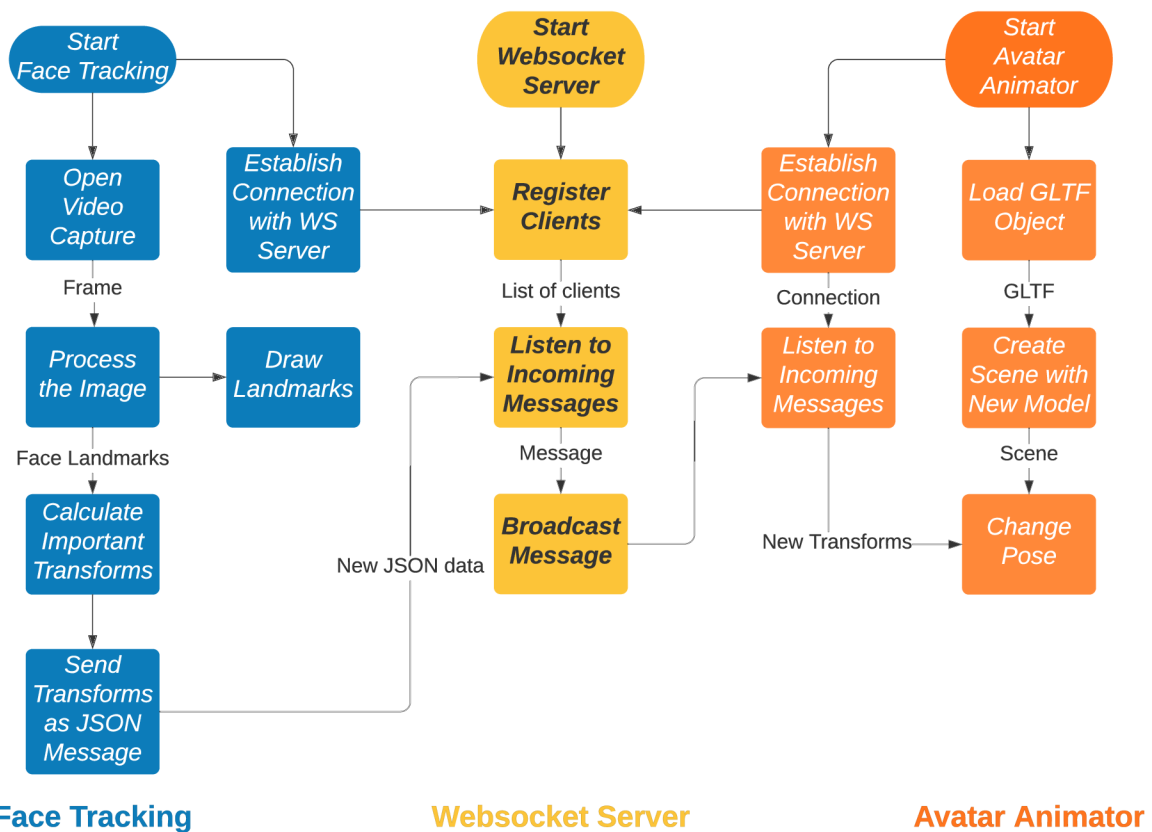 Start
Face Tracking
Start
Websocket
Server
Start
Avatar
Animator
Open
Video
Capture
Establish
Connection
with WS
Server
Register
Clients
Establish
Connection
with WS
Server
Load GLTF
Object
Frame
List of clients
Connection
GLTF
Process
the Image
Draw
Landmarks
Listen to
Incoming
Messages
Listen to
Incoming
Messages
Create
Scene with
New Model
Face Landmarks
Message
Scene
Calculate
Important
Transforms
New JSON data
Broadcast
Message
New Transforms
Change
Pose
Send
Transforms
as JSON
Message
Face Tracking
Websocket Server
Avatar Animator